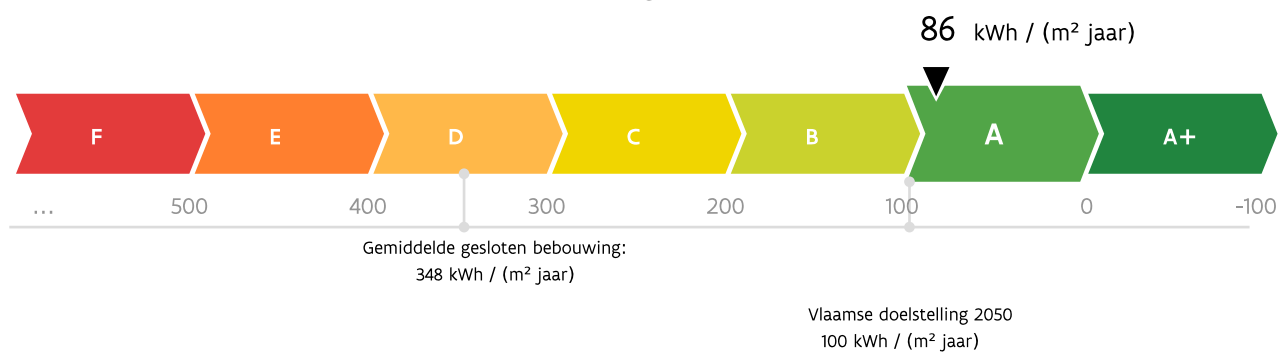 86 kWh / (m² jaar)
F E D C B A A+
... 500 400 300 200 100 0 -100
Gemiddelde gesloten bebouwing:
348 kWh / (m² jaar)
Vlaamse doelstelling 2050
100 kWh / (m² jaar)